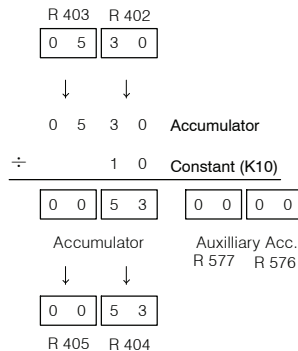 R 403 R 402
0 5 3 0
↓ ↓
0 5 3 0 Accumulator
÷ 1 0 Constant (K10)
0 0 5 3 0 0 0 0
Accumulator Auxilliary Acc.
R 577 R 576
↓ ↓
0 0 5 3
R 405 R 404